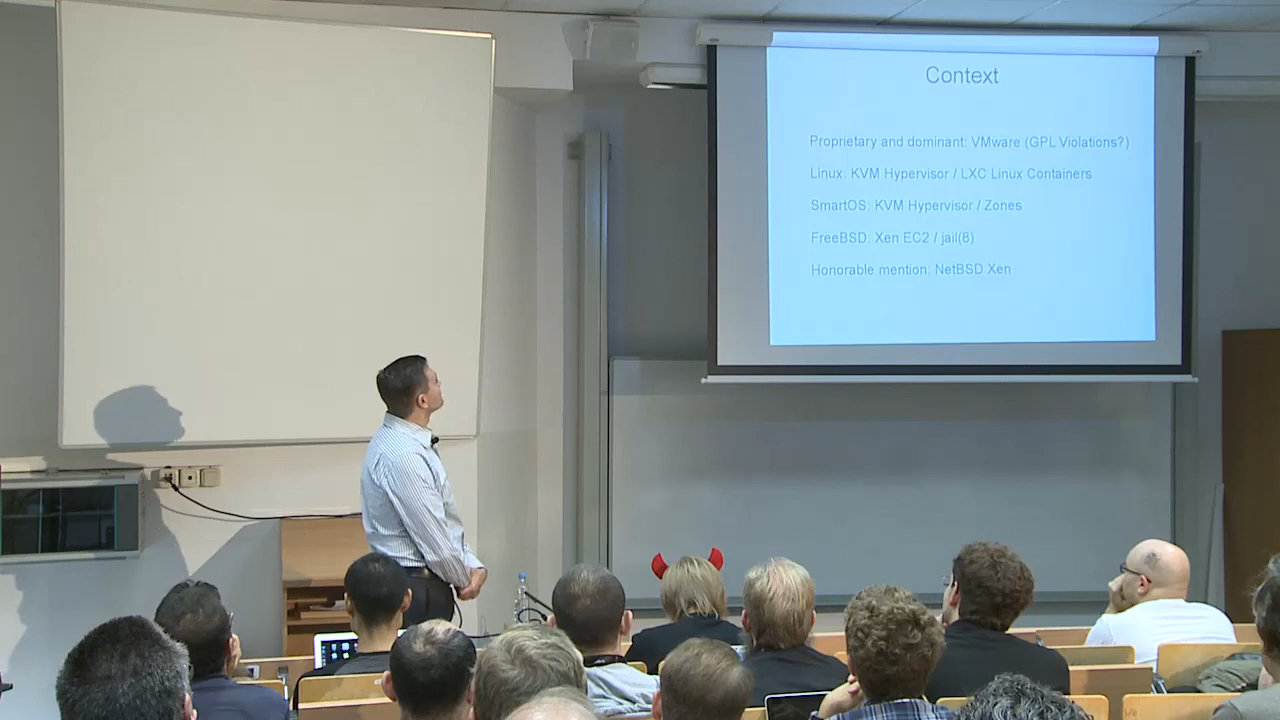 Context
Proprietary and dominant: VMware (GPL Violations?)
Linux: KVM Hypervisor / LXC Linux Containers
SmartOS: KVM Hypervisor / Zones
FreeBSD: Xen EC2 / jail(8)
Honorable mention: NetBSD Xen